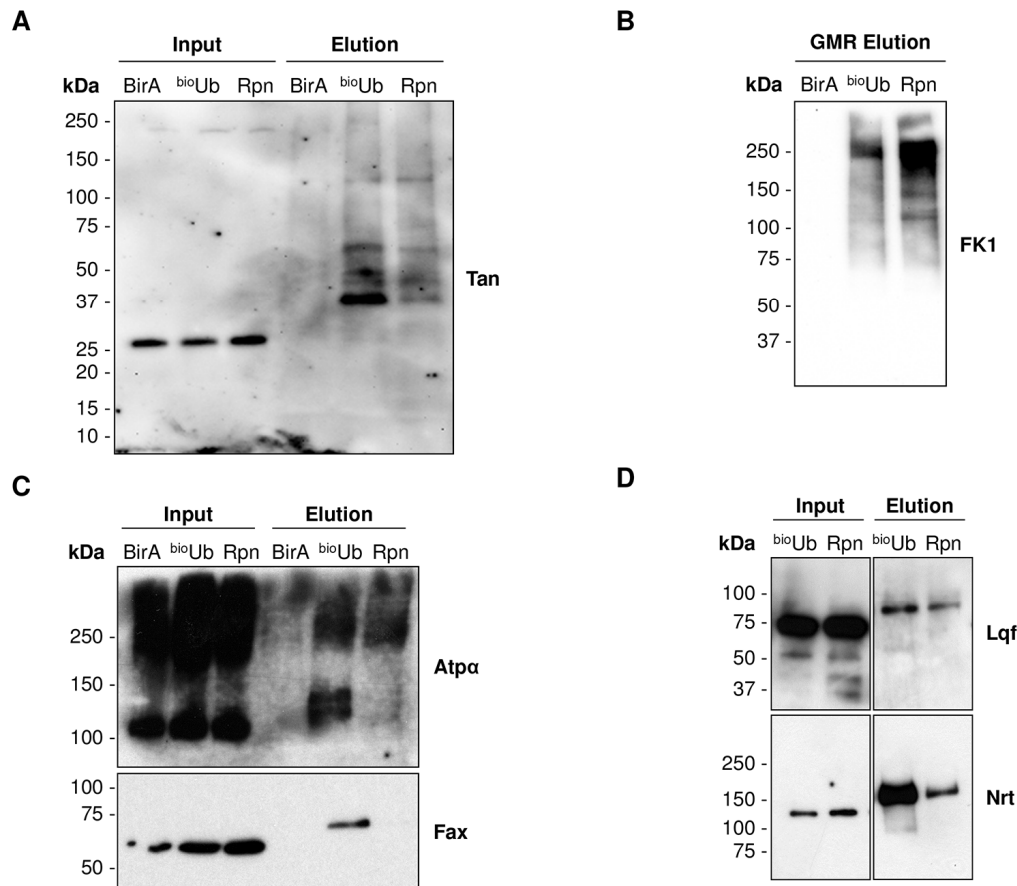 A
Input Elution
kDa BirA bioUb Rpn BirA bioUb Rpn
250 -
150 -
100 -
75 -
50 -
37 -
25 -
20 -
15 -
10 -
Tan
B
GMR Elution
kDa BirA bioUb Rpn
250 -
150 -
100 -
75 -
50 -
37 -
FK1
C
Input Elution
kDa BirA bioUb Rpn BirA bioUb Rpn
250 -
150 -
100 -
Atpα
100 -
75 -
50 -
Fax
D
Input Elution
kDa bioUb Rpn bioUb Rpn
100 -
75 -
50 -
37 -
Lqf
250 -
150 -
100 -
75 -
Nrt